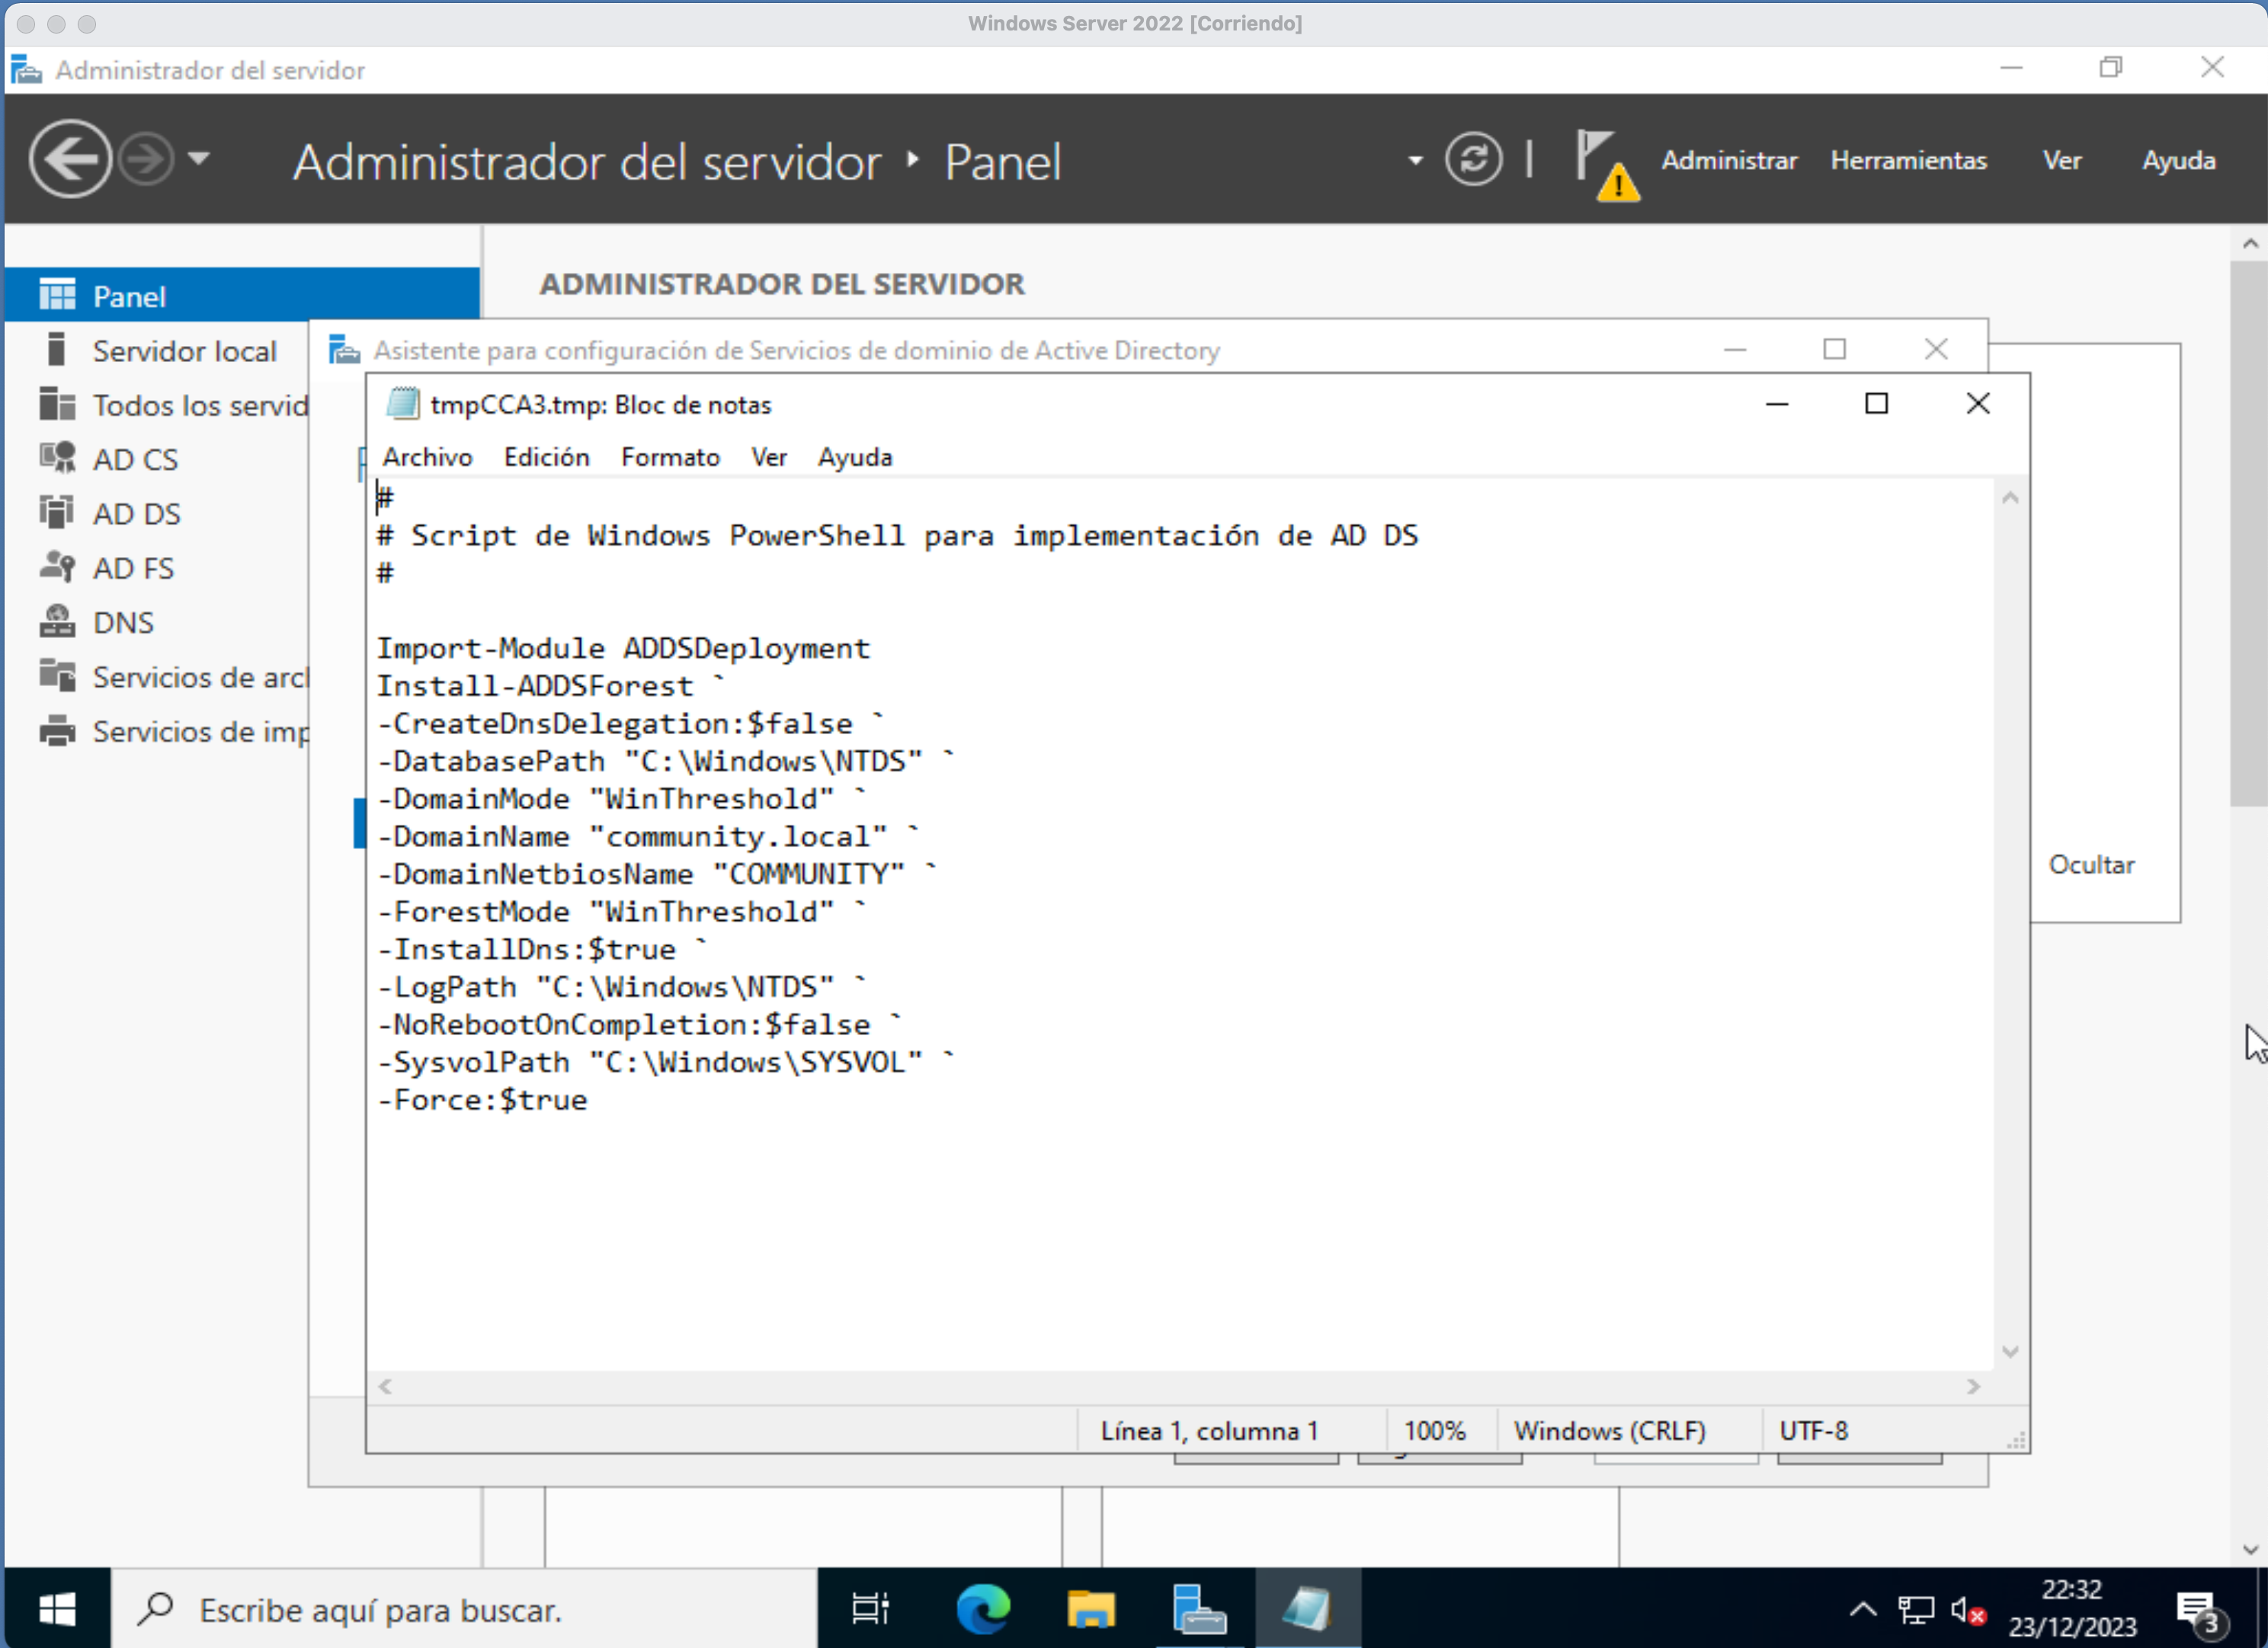 Windows Server 2022 [Corriendo]
Administrador del servidor
Administrador del servidor ‣ Panel
Administrar Herramientas Ver Ayuda
Panel
Servidor local
Todos los servid
AD CS
AD DS
AD FS
DNS
Servicios de arcl
Servicios de imp
ADMINISTRADOR DEL SERVIDOR
Asistente para configuración de Servicios de dominio de Active Directory
tmpCCA3.tmp: Bloc de notas
Archivo Edición Formato Ver Ayuda
#
# Script de Windows PowerShell para implementación de AD DS
#
Import-Module ADDSDeployment
Install-ADDSForest `
-CreateDnsDelegation:$false `
-DatabasePath "C:\Windows\NTDS" `
-DomainMode "WinThreshold" `
-DomainName "community.local" `
-DomainNetbiosName "COMMUNITY" `
-ForestMode "WinThreshold" `
-InstallDns:$true `
-LogPath "C:\Windows\NTDS" `
-NoRebootOnCompletion:$false `
-SysvolPath "C:\Windows\SYSVOL" `
-Force:$true
Línea 1, columna 1 100% Windows (CRLF) UTF-8
Ocultar
Escribe aquí para buscar.
22:32
23/12/2023
3